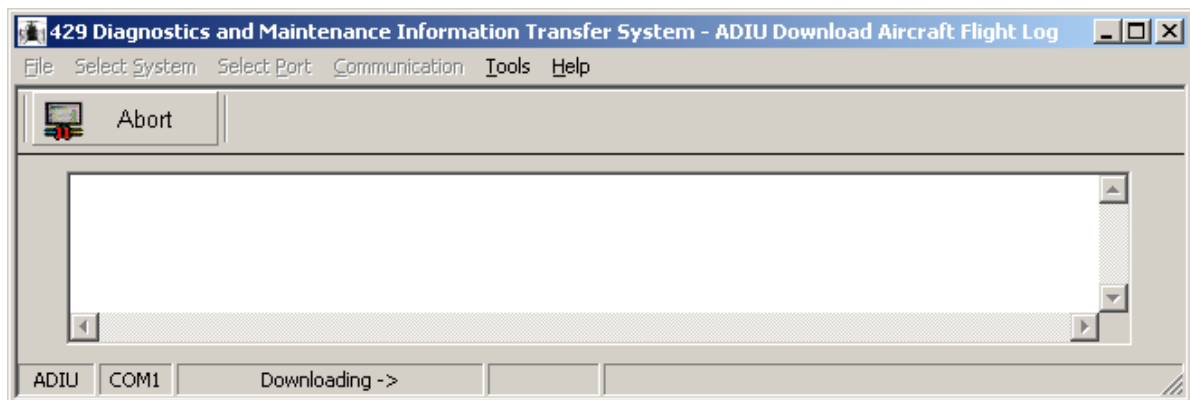 429 Diagnostics and Maintenance Information Transfer System - ADIU Download Aircraft Flight Log
File Select System Select Port Communication Tools Help
Abort
ADIU COM1 Downloading ->